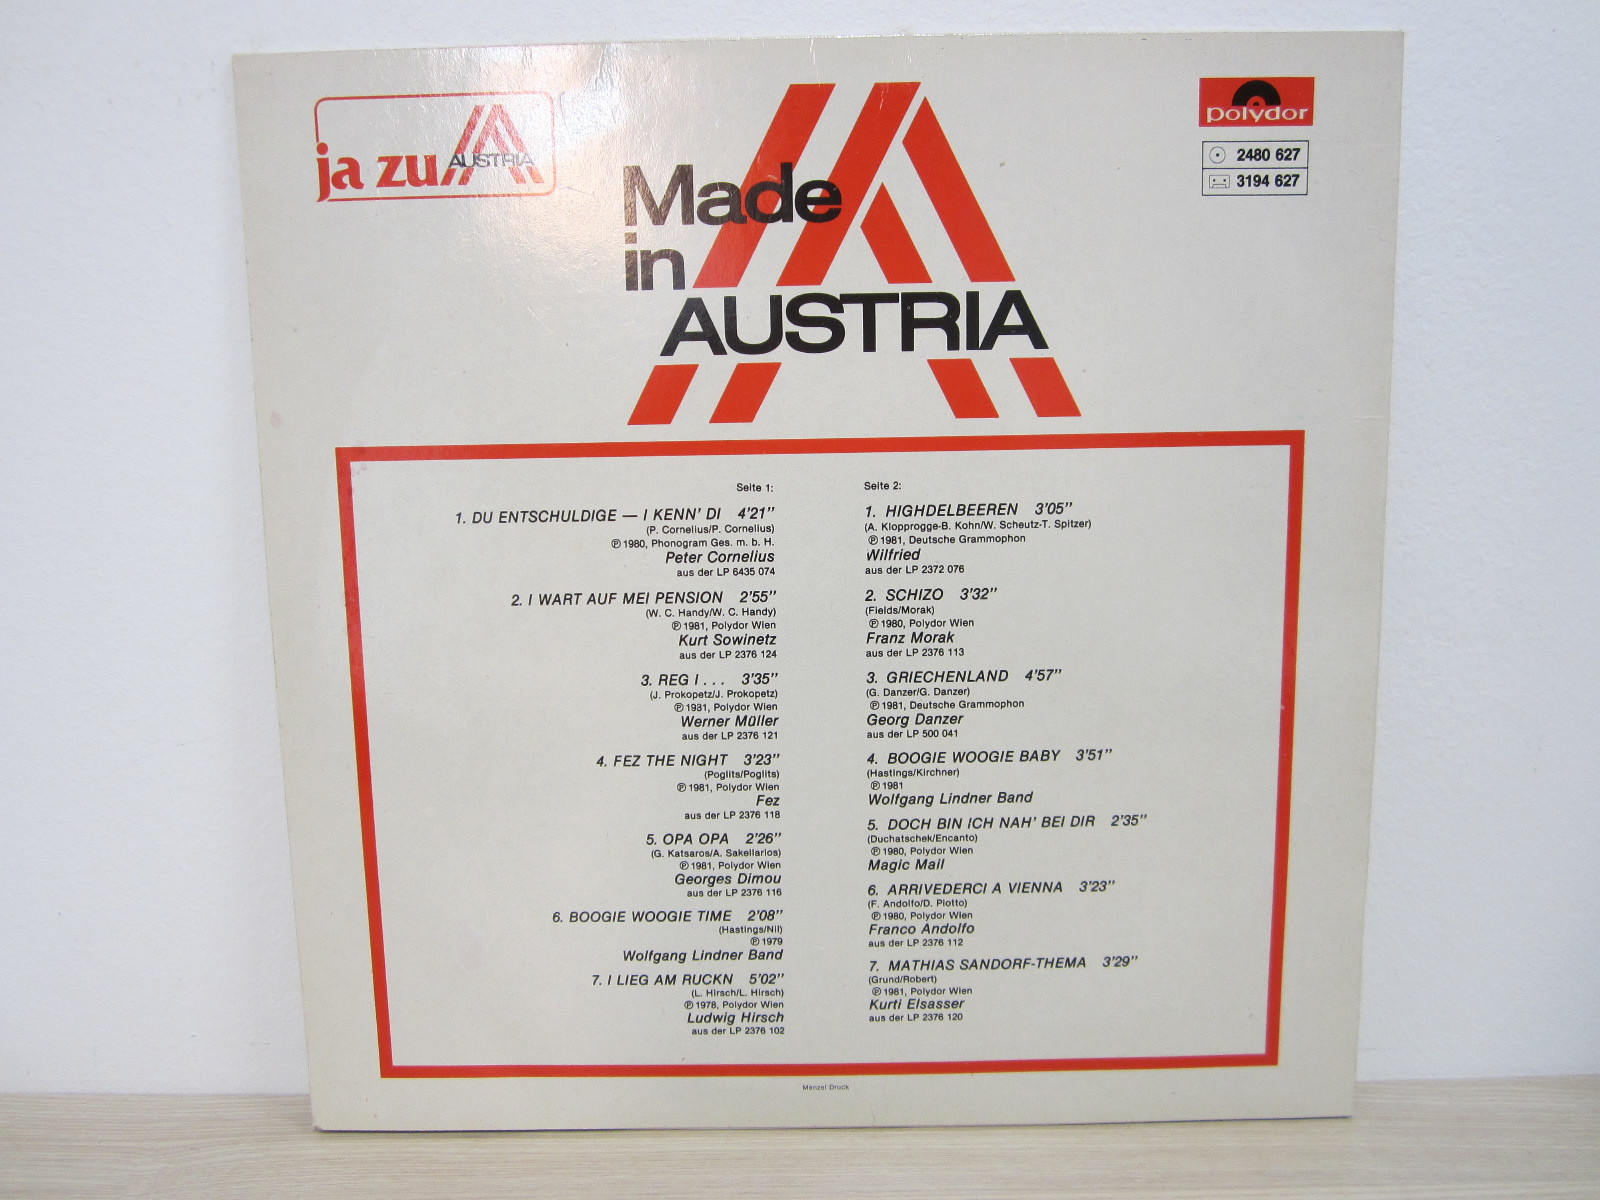 ja zu AUSTRIA
Made
in
AUSTRIA
polydor
2480 627
3194 627
Seite 1:
1. DU ENTSCHULDIGE — I KENN' DI 4'21"
(P. Cornelius/P. Cornelius)
℗ 1980, Phonogram Ges. m. b. H.
Peter Cornelius
aus der LP 6435 074
2. I WART AUF MEI PENSION 2'55"
(W. C. Handy/W. C. Handy)
℗ 1981, Polydor Wien
Kurt Sowinetz
aus der LP 2376 124
3. REG I . . . 3'35"
(J. Prokopetz/J. Prokopetz)
℗ 1981, Polydor Wien
Werner Müller
aus der LP 2376 121
4. FEZ THE NIGHT 3'23"
(Poglits/Poglits)
℗ 1981, Polydor Wien
Fez
aus der LP 2376 118
5. OPA OPA 2'26"
(G. Katsaros/A. Sakellarios)
℗ 1981, Polydor Wien
Georges Dimou
aus der LP 2376 116
6. BOOGIE WOOGIE TIME 2'08"
(Hastings/Nil)
℗ 1979
Wolfgang Lindner Band
7. I LIEG AM RUCKN 5'02"
(L. Hirsch/L. Hirsch)
℗ 1978, Polydor Wien
Ludwig Hirsch
aus der LP 2376 102
Seite 2:
1. HIGHDELBEEREN 3'05"
(A. Klopprogge-B. Kohn/W. Scheutz-T. Spitzer)
℗ 1981, Deutsche Grammophon
Wilfried
aus der LP 2372 076
2. SCHIZO 3'32"
(Fields/Morak)
℗ 1980, Polydor Wien
Franz Morak
aus der LP 2376 113
3. GRIECHENLAND 4'57"
(G. Danzer/G. Danzer)
℗ 1981, Deutsche Grammophon
Georg Danzer
aus der LP 500 041
4. BOOGIE WOOGIE BABY 3'51"
(Hastings/Kirchner)
℗ 1981
Wolfgang Lindner Band
5. DOCH BIN ICH NAH' BEI DIR 2'35"
(Duchatschek/Encanto)
℗ 1980, Polydor Wien
Magic Mail
6. ARRIVEDERCI A VIENNA 3'23"
(F. Andolfo/D. Piotto)
℗ 1980, Polydor Wien
Franco Andolfo
aus der LP 2376 112
7. MATHIAS SANDORF-THEMA 3'29"
(Grund/Robert)
℗ 1981, Polydor Wien
Kurti Elsasser
aus der LP 2376 120
Menzel Druck